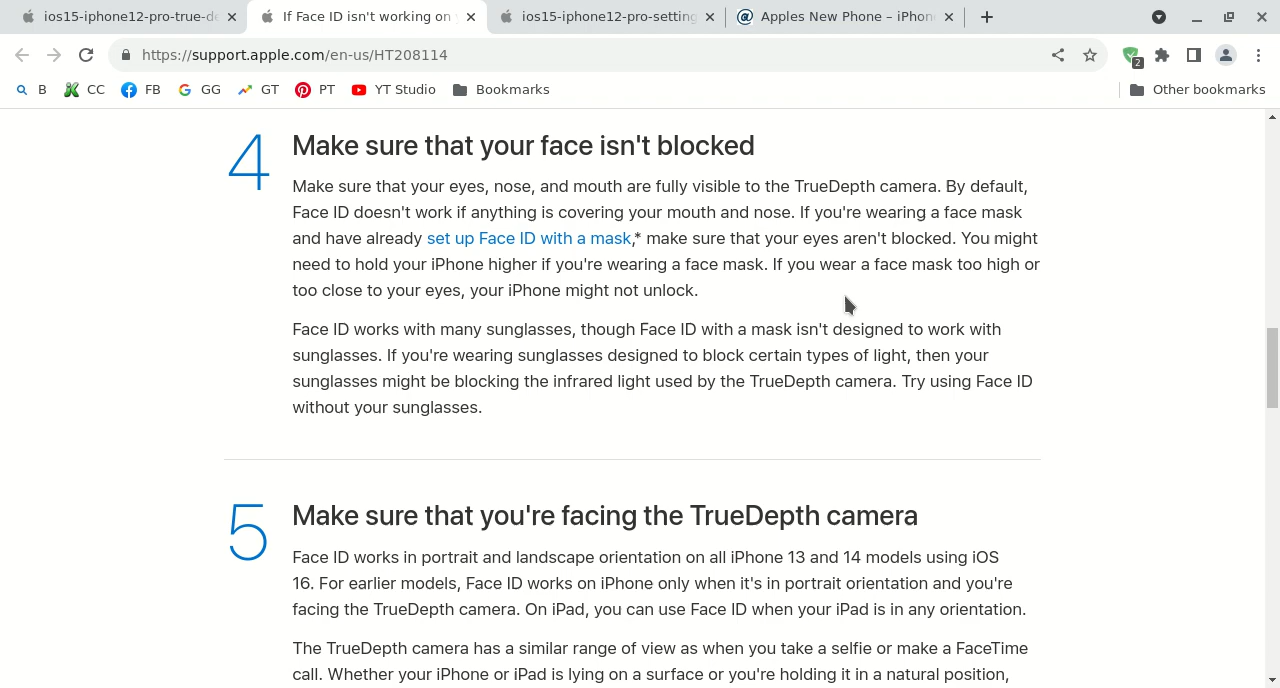 ios15-iphone12-pro-true-de
If Face ID isn't working on
ios15-iphone12-pro-setting
Apples New Phone – iPhon
https://support.apple.com/en-us/HT208114
2
B
CC
FB
GG
GT
PT
YT Studio
Bookmarks
Other bookmarks
4
Make sure that your face isn't blocked
Make sure that your eyes, nose, and mouth are fully visible to the TrueDepth camera. By default,
Face ID doesn't work if anything is covering your mouth and nose. If you're wearing a face mask
and have already set up Face ID with a mask,* make sure that your eyes aren't blocked. You might
need to hold your iPhone higher if you're wearing a face mask. If you wear a face mask too high or
too close to your eyes, your iPhone might not unlock.
Face ID works with many sunglasses, though Face ID with a mask isn't designed to work with
sunglasses. If you're wearing sunglasses designed to block certain types of light, then your
sunglasses might be blocking the infrared light used by the TrueDepth camera. Try using Face ID
without your sunglasses.
5
Make sure that you're facing the TrueDepth camera
Face ID works in portrait and landscape orientation on all iPhone 13 and 14 models using iOS
16. For earlier models, Face ID works on iPhone only when it's in portrait orientation and you're
facing the TrueDepth camera. On iPad, you can use Face ID when your iPad is in any orientation.
The TrueDepth camera has a similar range of view as when you take a selfie or make a FaceTime
call. Whether your iPhone or iPad is lying on a surface or you're holding it in a natural position,